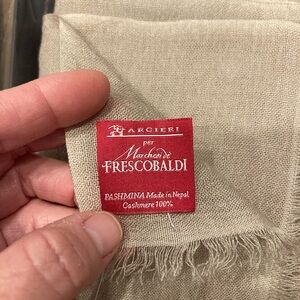 ARCIERI
per
Marchesi de'
FRESCOBALDI
PASHMINA Made in Nepal
Cashmere 100%